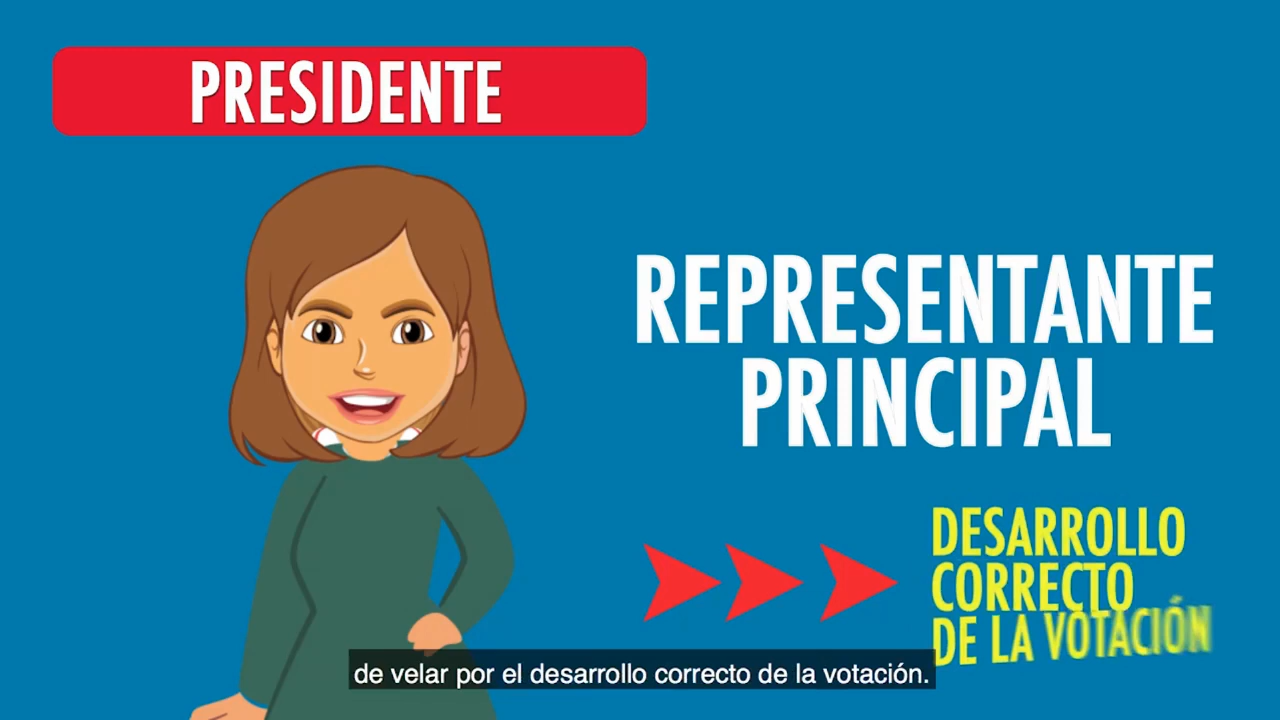 PRESIDENTE
REPRESENTANTE
PRINCIPAL
DESARROLLO
CORRECTO
DE LA VOTACIÓN
de velar por el desarrollo correcto de la votación.